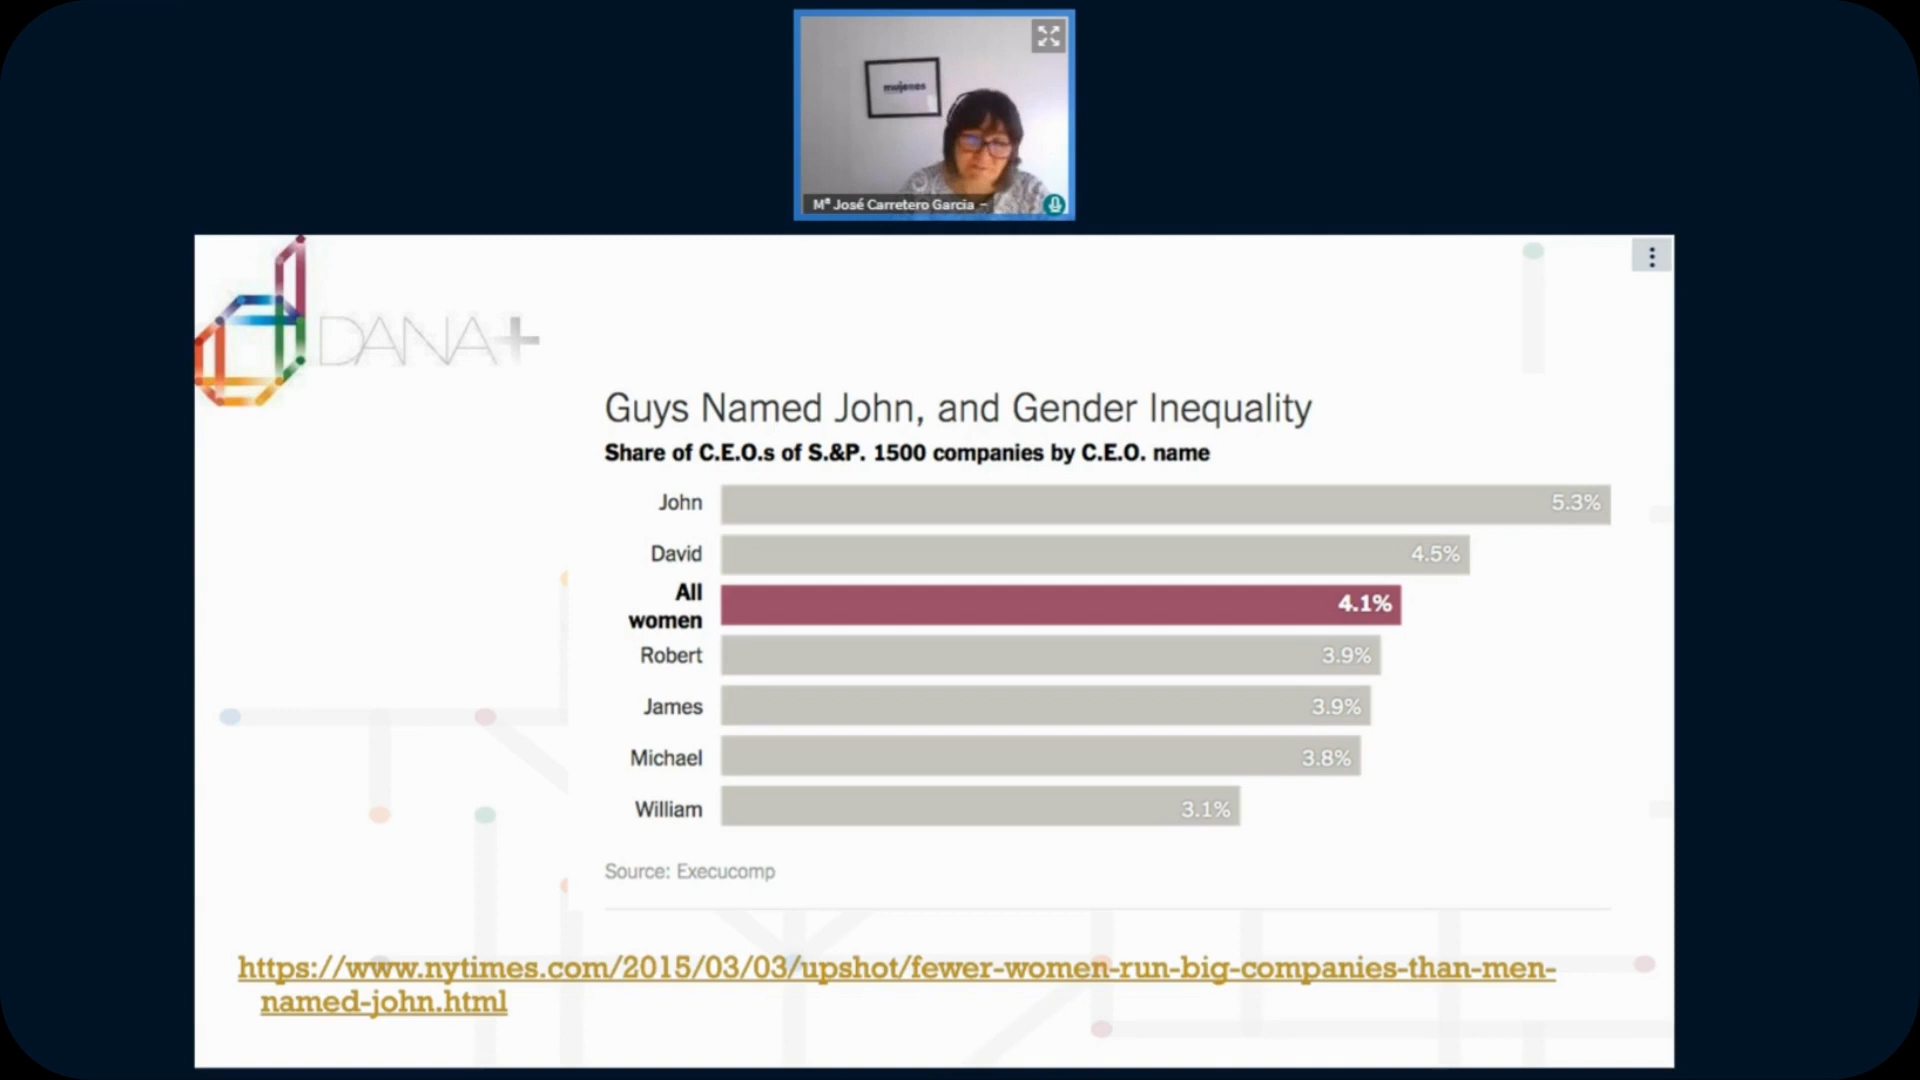 mujeres
Mª José Carretero Garcia -
DANA+
Guys Named John, and Gender Inequality
Share of C.E.O.s of S.&P. 1500 companies by C.E.O. name
John 5.3%
David 4.5%
All
women 4.1%
Robert 3.9%
James 3.9%
Michael 3.8%
William 3.1%
Source: Execucomp
https://www.nytimes.com/2015/03/03/upshot/fewer-women-run-big-companies-than-men-
named-john.html